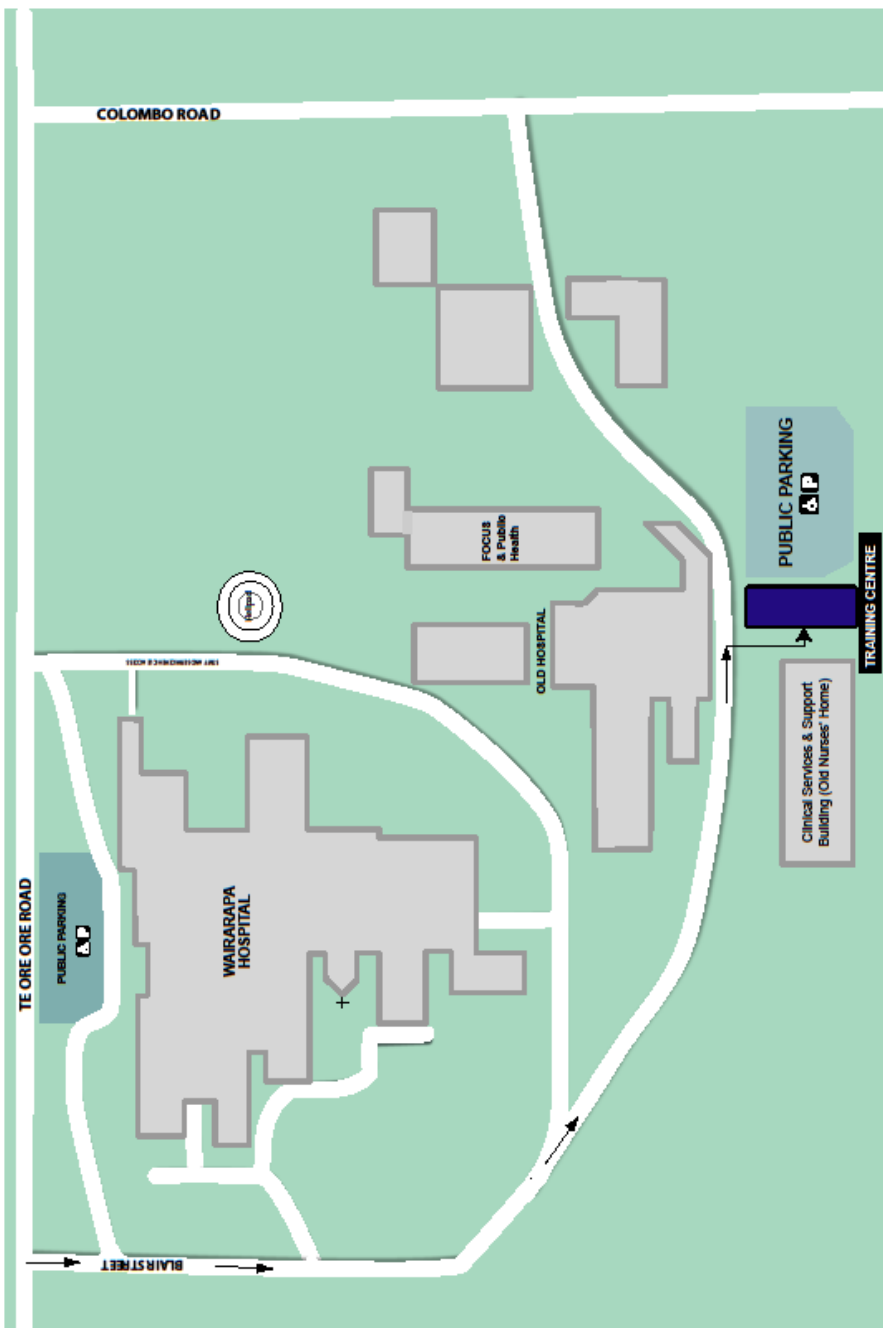 COLOMBO ROAD
TE ORE ORE ROAD
PUBLIC PARKING
P
WAIRARAPA
HOSPITAL
BLAIR STREET
FOCUS
& Public
Health
OLD HOSPITAL
PUBLIC PARKING
P
TRAINING CENTRE
Clinical Services & Support
Building (Old Nurses' Home)